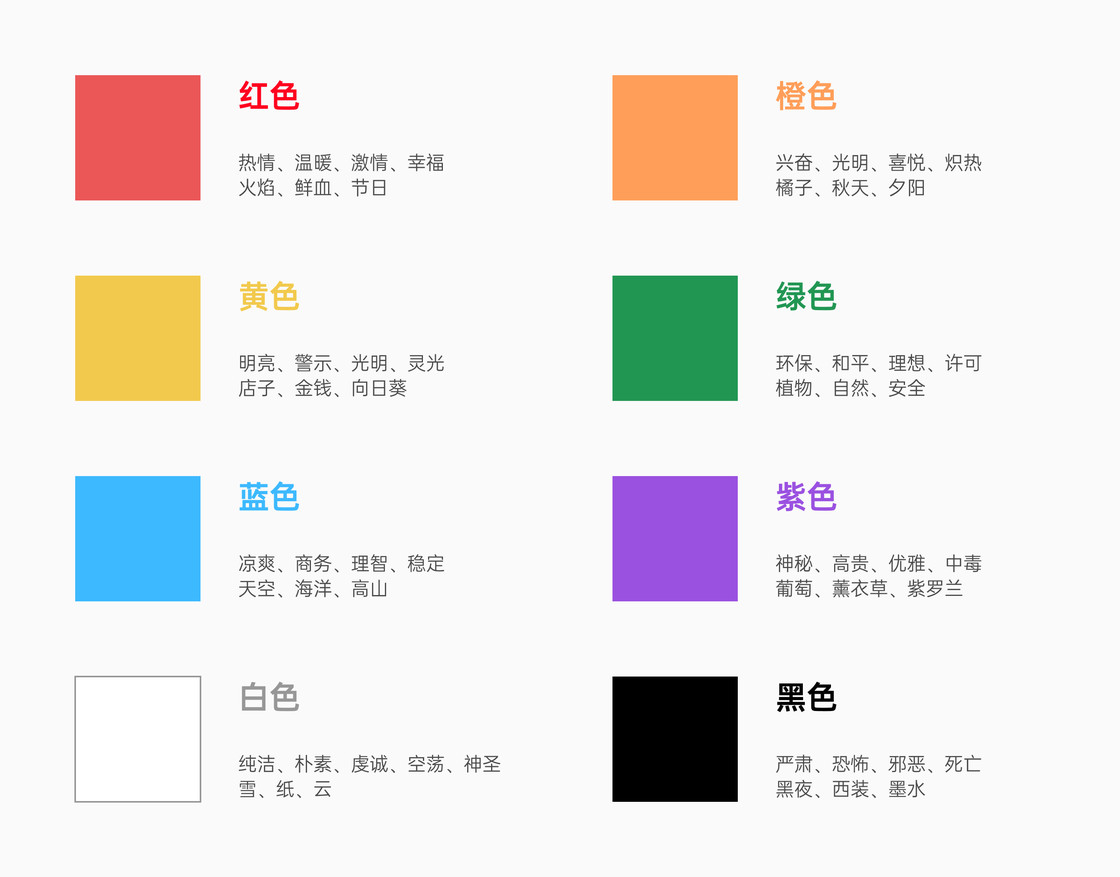 红色
热情、温暖、激情、幸福
火焰、鲜血、节日
橙色
兴奋、光明、喜悦、炽热
橘子、秋天、夕阳
黄色
明亮、警示、光明、灵光
店子、金钱、向日葵
绿色
环保、和平、理想、许可
植物、自然、安全
蓝色
凉爽、商务、理智、稳定
天空、海洋、高山
紫色
神秘、高贵、优雅、中毒
葡萄、薰衣草、紫罗兰
白色
纯洁、朴素、虔诚、空荡、神圣
雪、纸、云
黑色
严肃、恐怖、邪恶、死亡
黑夜、西装、墨水